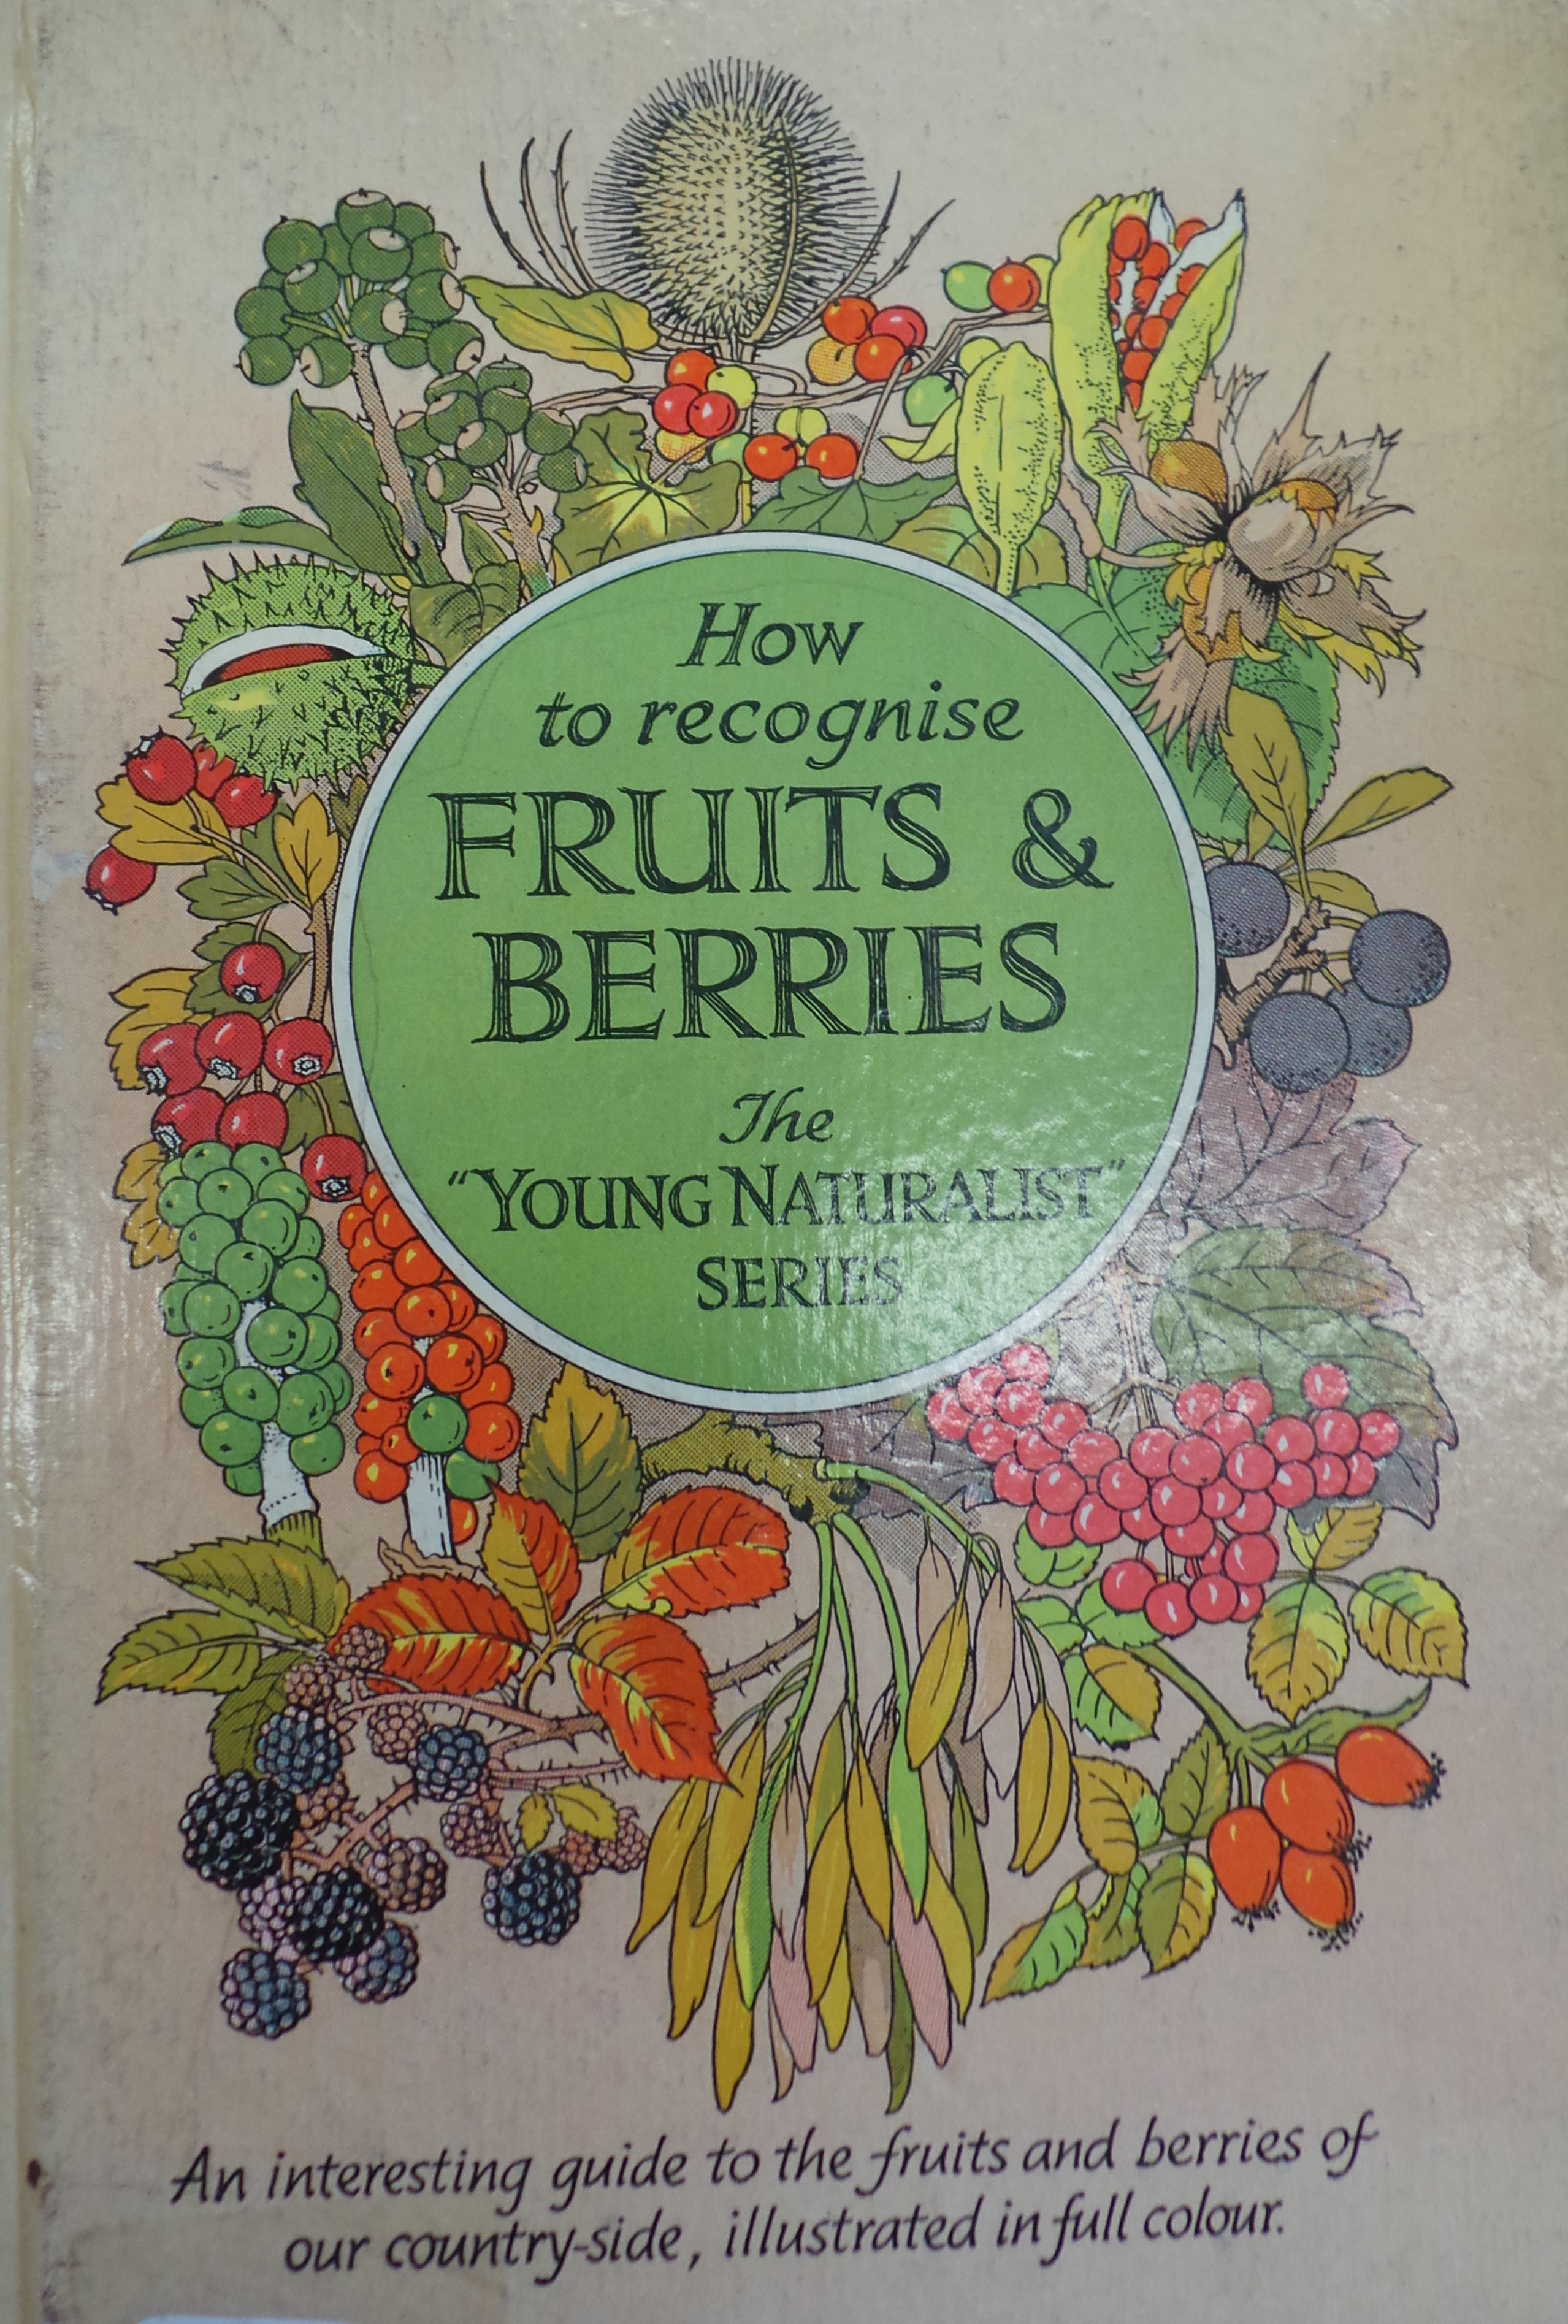 How
to recognise
FRUITS &
BERRIES
The
"YOUNG NATURALIST"
SERIES
An interesting guide to the fruits and berries of
our country-side, illustrated in full colour.